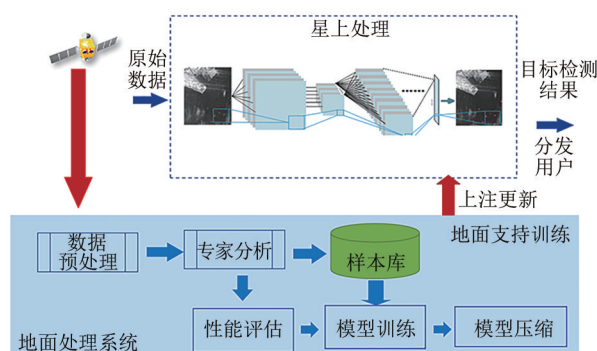 星上处理
原始
数据
目标检测
结果
分发
用户
上注更新
地面支持训练
数据
预处理
专家分析
样本库
性能评估
模型训练
模型压缩
地面处理系统